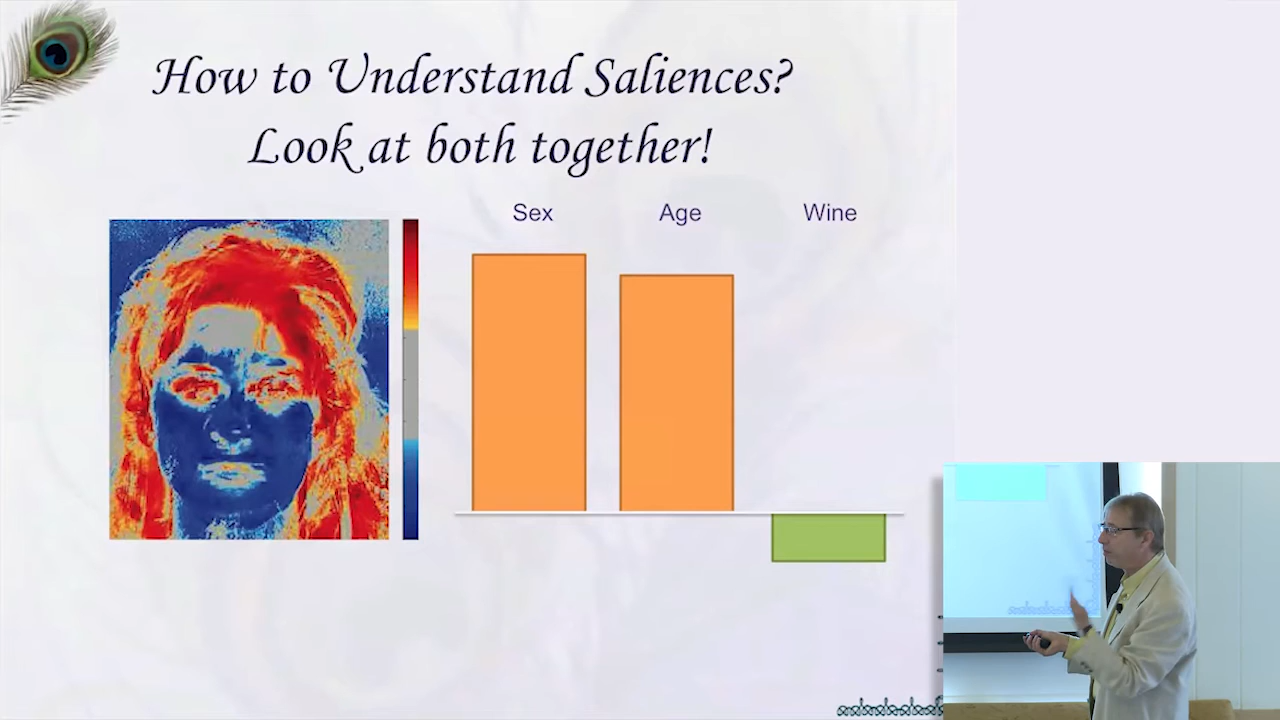 How to Understand Saliences?
Look at both together!
Sex Age Wine